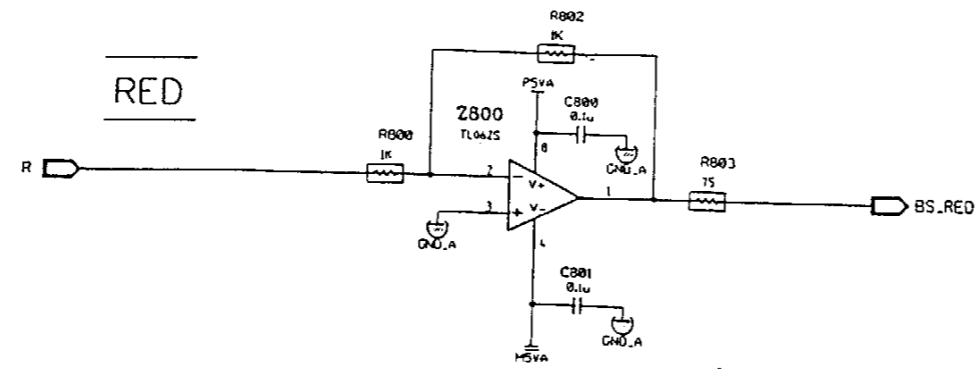 R802
1K
RED
P5VA
C800
0.1u
Z800
TL062S
8
GND_A
R800
1K
R803
75
R
2
-
V+
1
BS_RED
3
+
V-
GND_A
4
C801
0.1u
GND_A
M5VA